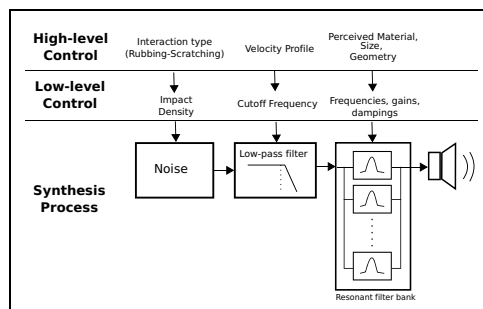 High-level
Control
Interaction type
(Rubbing-Scratching)
Velocity Profile
Perceived Material,
Size,
Geometry
Low-level
Control
Impact
Density
Cutoff Frequency
Frequencies, gains,
dampings
Synthesis
Process
Noise
Low-pass filter
Resonant filter bank